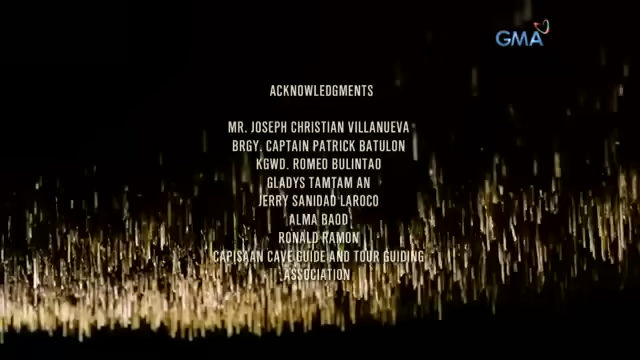 GMA
ACKNOWLEDGMENTS
MR. JOSEPH CHRISTIAN VILLANUEVA
BRGY. CAPTAIN PATRICK BATULON
KGWD. ROMEO BULINTAO
GLADYS TAMTAM AN
JERRY SANIDAD LAROCO
ALMA BAOD
RONALD RAMON
CAPISAAN CAVE GUIDE AND TOUR GUIDING
ASSOCIATION